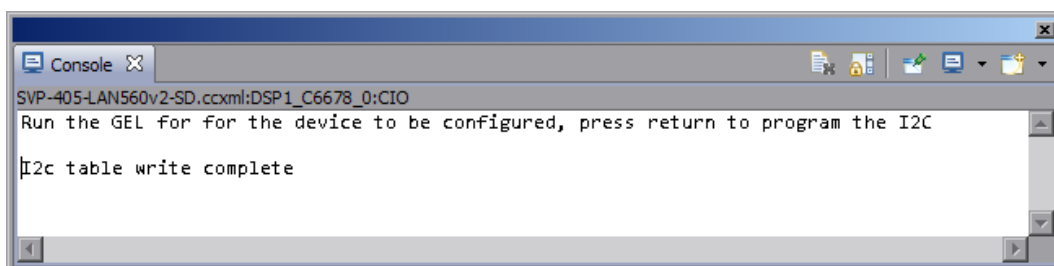 Console
SVP-405-LAN560v2-SD.ccxml:DSP1_C6678_0:CIO
Run the GEL for for the device to be configured, press return to program the I2C
I2c table write complete